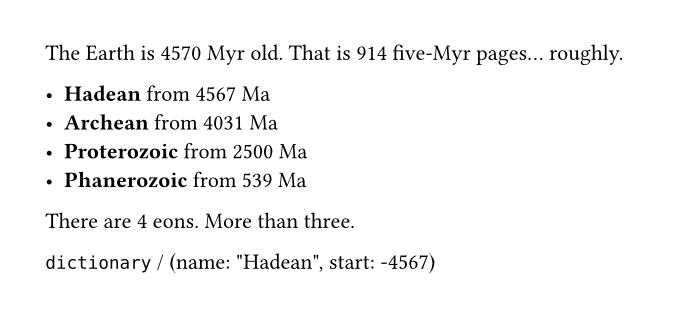 The Earth is 4570 Myr old. That is 914 five-Myr pages… roughly.
• Hadean from 4567 Ma
• Archean from 4031 Ma
• Proterozoic from 2500 Ma
• Phanerozoic from 539 Ma
There are 4 eons. More than three.
dictionary / (name: "Hadean", start: -4567)